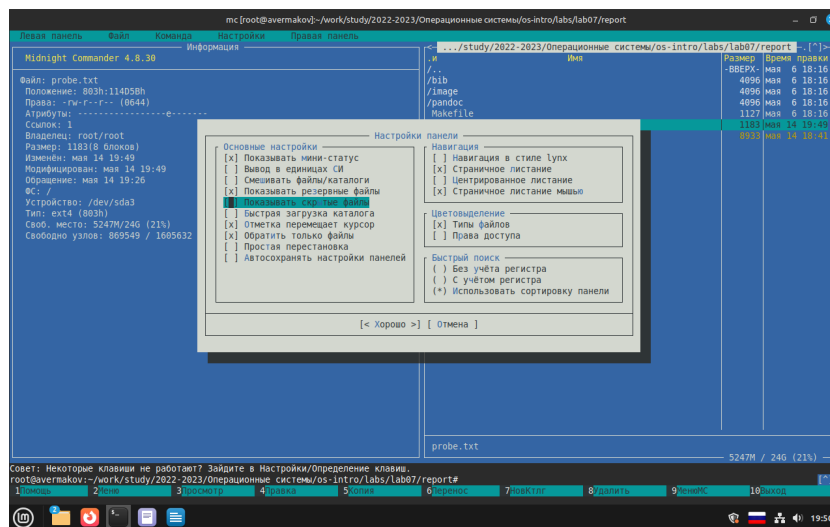 mc [root@avermakov]:~/work/study/2022-2023/Операционные системы/os-intro/labs/lab07/report
Левая панель Файл Команда Настройки Правая панель
Информация
Midnight Commander 4.8.30
Файл: probe.txt
Положение: 803h:114D5Bh
Права: -rw-r--r-- (0644)
Атрибуты: -----------------e-------
Ссылок: 1
Владелец: root/root
Размер: 1183(8 блоков)
Изменён: мая 14 19:49
Модифицирован: мая 14 19:49
Обращение: мая 14 19:26
ФС: /
Устройство: /dev/sda3
Тип: ext4 (803h)
Своб. место: 5247M/24G (21%)
Свободно узлов: 869549 / 1605632
<─ .../study/2022-2023/Операционные системы/os-intro/labs/lab07/report ─.[^]>
.и Имя Размер Время правки
/.. -ВВЕРХ- мая 6 18:16
/bib 4096 мая 6 18:16
/image 4096 мая 6 18:16
/pandoc 4096 мая 6 18:16
Makefile 1127 мая 6 18:16
1183 мая 14 19:49
8933 мая 14 18:41
Настройки панели
Основные настройки
[x] Показывать мини-статус
[ ] Вывод в единицах СИ
[ ] Смешивать файлы/каталоги
[x] Показывать резервные файлы
[ ] Показывать скрытые файлы
[ ] Быстрая загрузка каталога
[x] Отметка перемещает курсор
[x] Обратить только файлы
[ ] Простая перестановка
[ ] Автосохранять настройки панелей
Навигация
[ ] Навигация в стиле lynx
[x] Страничное листание
[ ] Центрированное листание
[x] Страничное листание мышью
Цветовыделение
[x] Типы файлов
[ ] Права доступа
Быстрый поиск
( ) Без учёта регистра
( ) С учётом регистра
(*) Использовать сортировку панели
[< Хорошо >] [ Отмена ]
probe.txt
5247M / 24G (21%)
Совет: Некоторые клавиши не работают? Зайдите в Настройки/Определение клавиш.
root@avermakov:~/work/study/2022-2023/Операционные системы/os-intro/labs/lab07/report# [^]
1Помощь 2Меню 3Просмотр 4Правка 5Копия 6Перенос 7НовКтлг 8Удалить 9МенюМС 10Выход
2